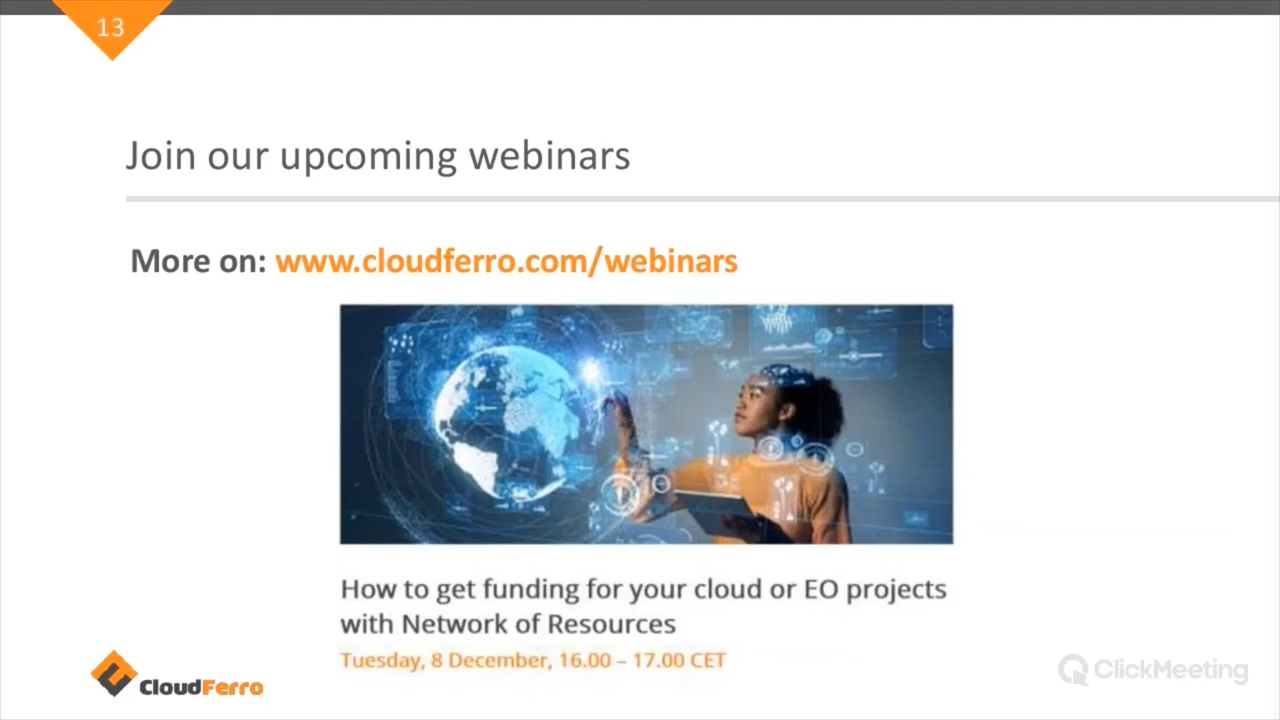 13
Join our upcoming webinars
More on: www.cloudferro.com/webinars
How to get funding for your cloud or EO projects
with Network of Resources
Tuesday, 8 December, 16.00 – 17.00 CET
CloudFerro
ClickMeeting